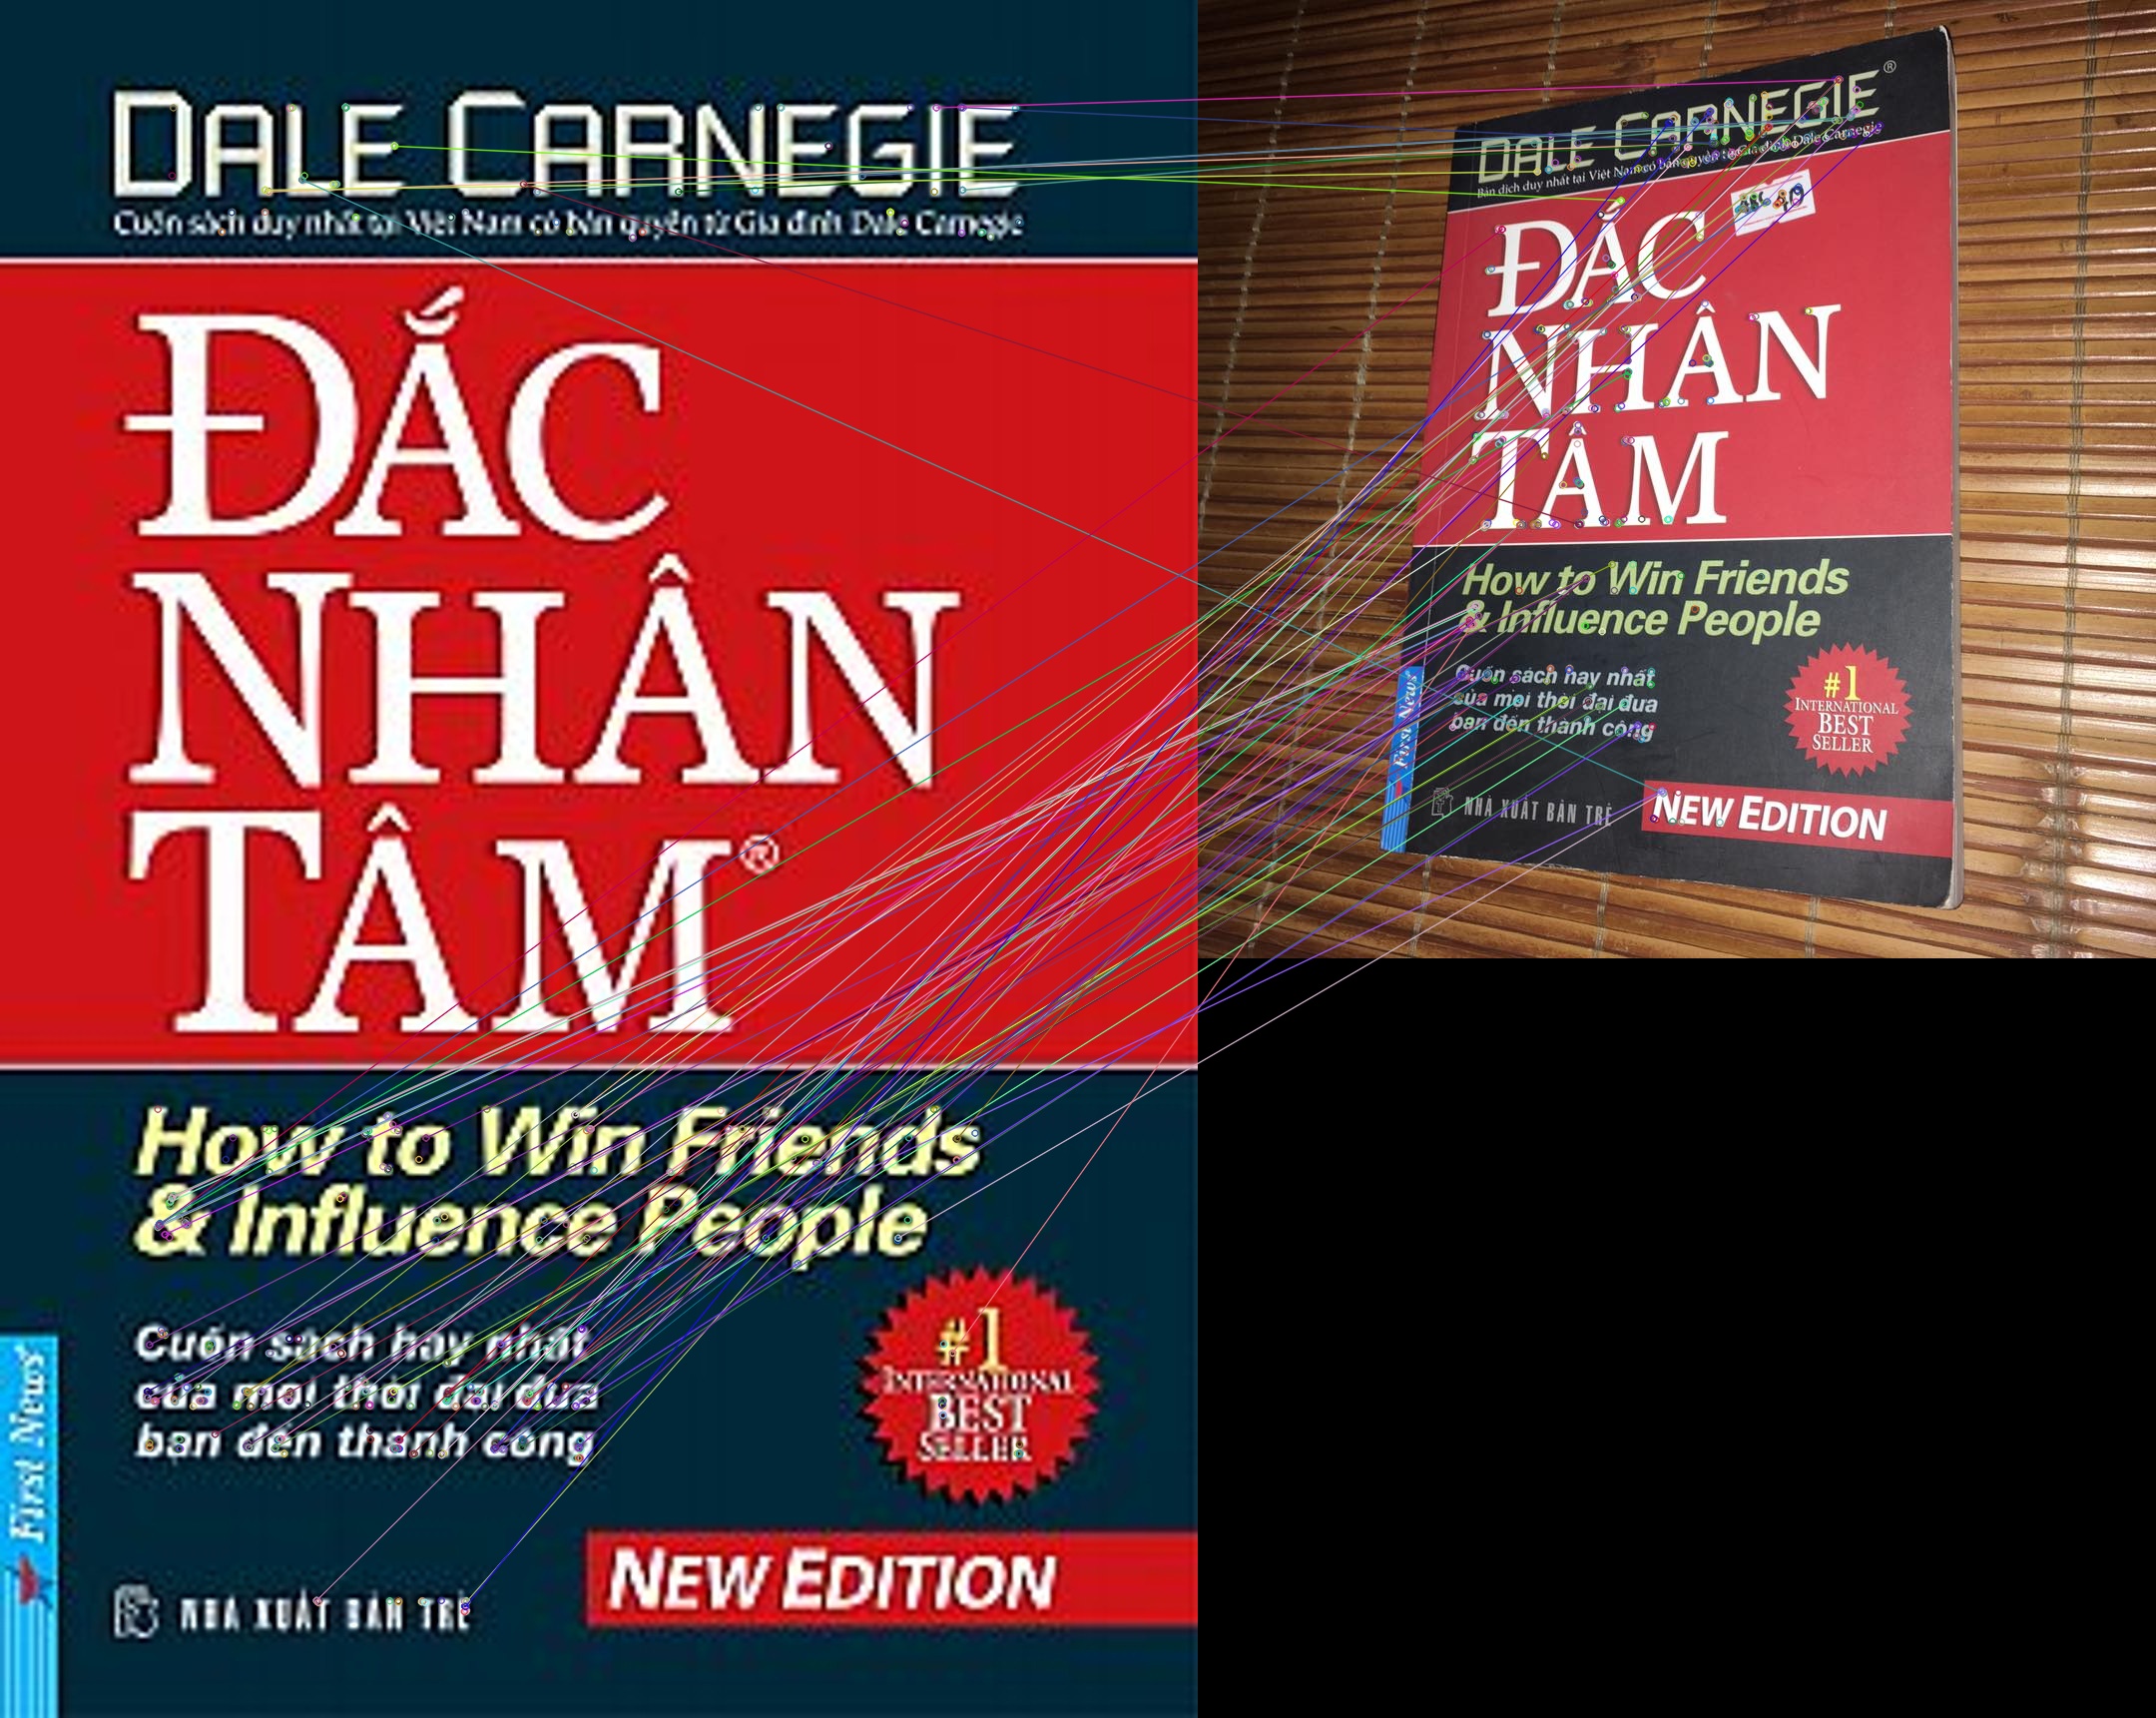 DALE CARNEGIE
Cuốn sách duy nhất tại Việt Nam có bản quyền từ Gia đình Dale Carnegie
ĐẮC
NHÂN
TÂM®
How to Win Friends
& Influence People
Cuốn sách hay nhất
của mọi thời đại đưa
bạn đến thành công
#1
INTERNATIONAL
BEST
SELLER
First News
NEW EDITION
NHÀ XUẤT BẢN TRẺ
DALE CARNEGIE®
Bản dịch duy nhất tại Việt Nam có bản quyền từ Gia đình Dale Carnegie
ĐẮC
NHÂN
TÂM
How to Win Friends
& Influence People
Cuốn sách hay nhất
của mọi thời đại đưa
bạn đến thành công
#1
INTERNATIONAL
BEST
SELLER
First News
NHÀ XUẤT BẢN TRẺ
NEW EDITION